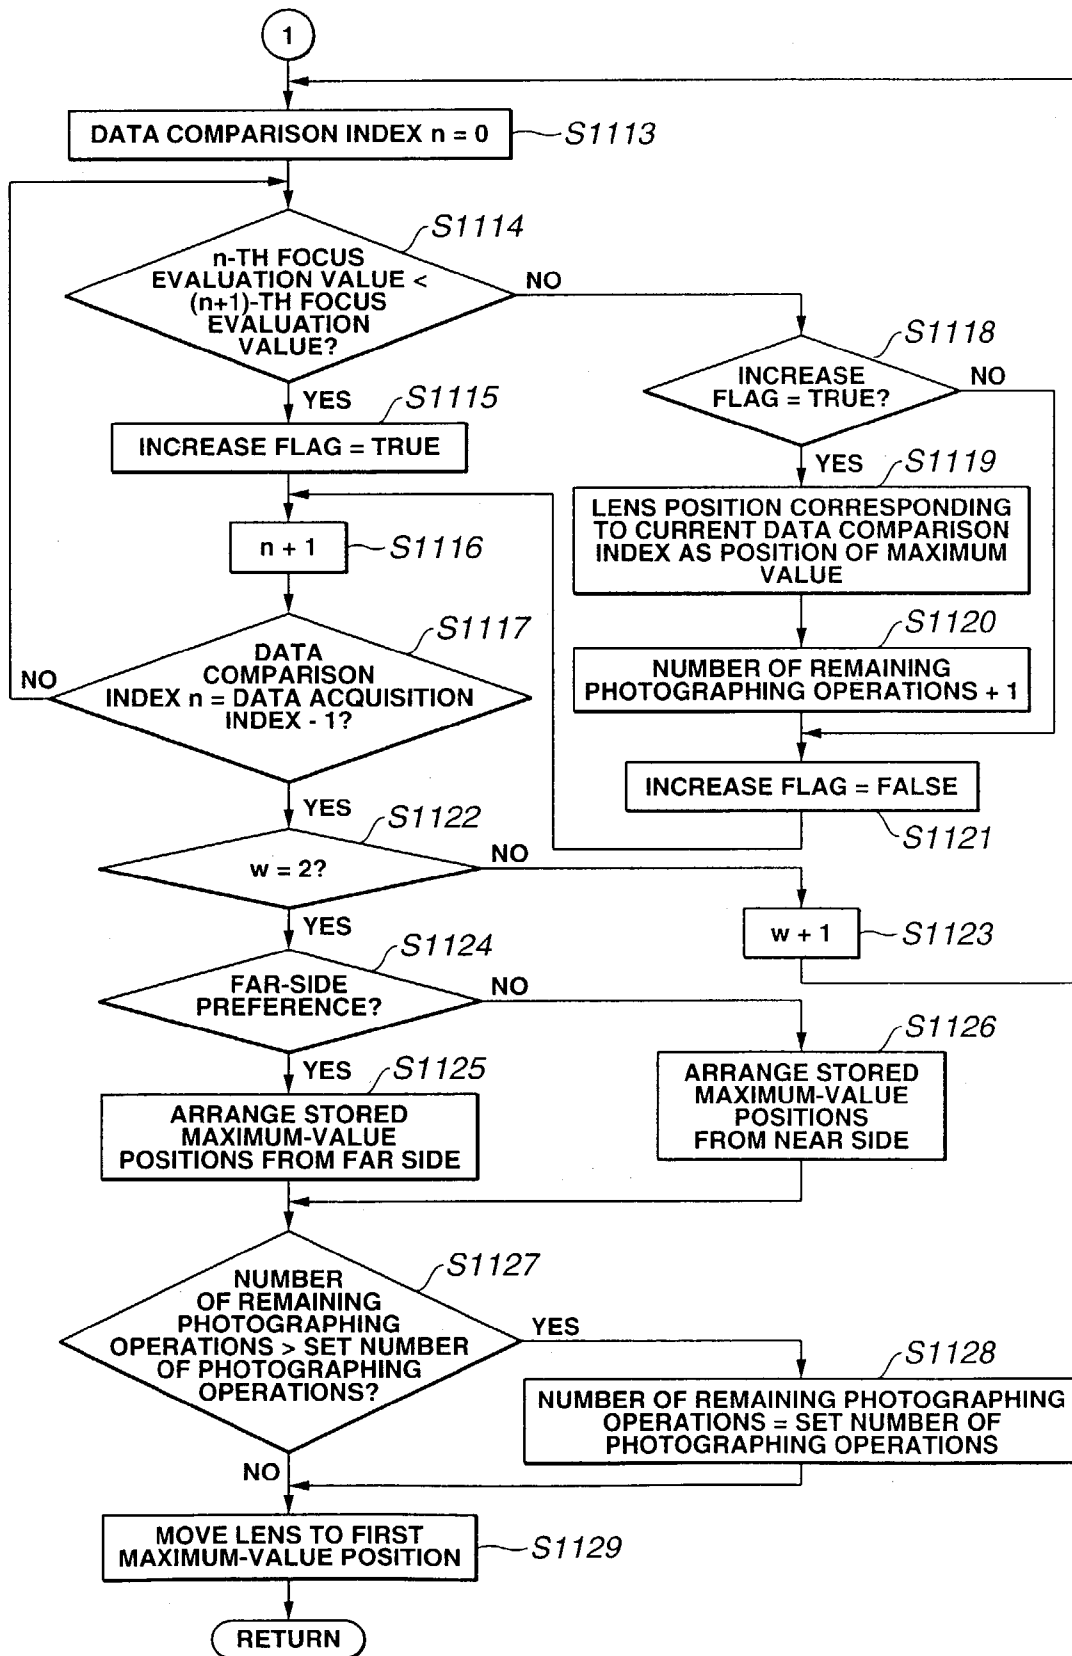 1
DATA COMPARISON INDEX n = 0
S1113
n-TH FOCUS
EVALUATION VALUE <
(n+1)-TH FOCUS
EVALUATION
VALUE?
S1114
NO
YES
S1118
INCREASE
FLAG = TRUE?
NO
YES
S1115
INCREASE FLAG = TRUE
S1119
LENS POSITION CORRESPONDING
TO CURRENT DATA COMPARISON
INDEX AS POSITION OF MAXIMUM
VALUE
n + 1
S1116
S1117
DATA
COMPARISON
INDEX n = DATA ACQUISITION
INDEX - 1?
NO
YES
S1120
NUMBER OF REMAINING
PHOTOGRAPHING OPERATIONS + 1
INCREASE FLAG = FALSE
S1121
S1122
w = 2?
NO
YES
w + 1
S1123
S1124
FAR-SIDE
PREFERENCE?
NO
YES
S1125
ARRANGE STORED
MAXIMUM-VALUE
POSITIONS FROM FAR SIDE
S1126
ARRANGE STORED
MAXIMUM-VALUE
POSITIONS
FROM NEAR SIDE
S1127
NUMBER
OF REMAINING
PHOTOGRAPHING
OPERATIONS > SET NUMBER
OF PHOTOGRAPHING
OPERATIONS?
YES
NO
S1128
NUMBER OF REMAINING PHOTOGRAPHING
OPERATIONS = SET NUMBER OF
PHOTOGRAPHING OPERATIONS
MOVE LENS TO FIRST
MAXIMUM-VALUE POSITION
S1129
RETURN